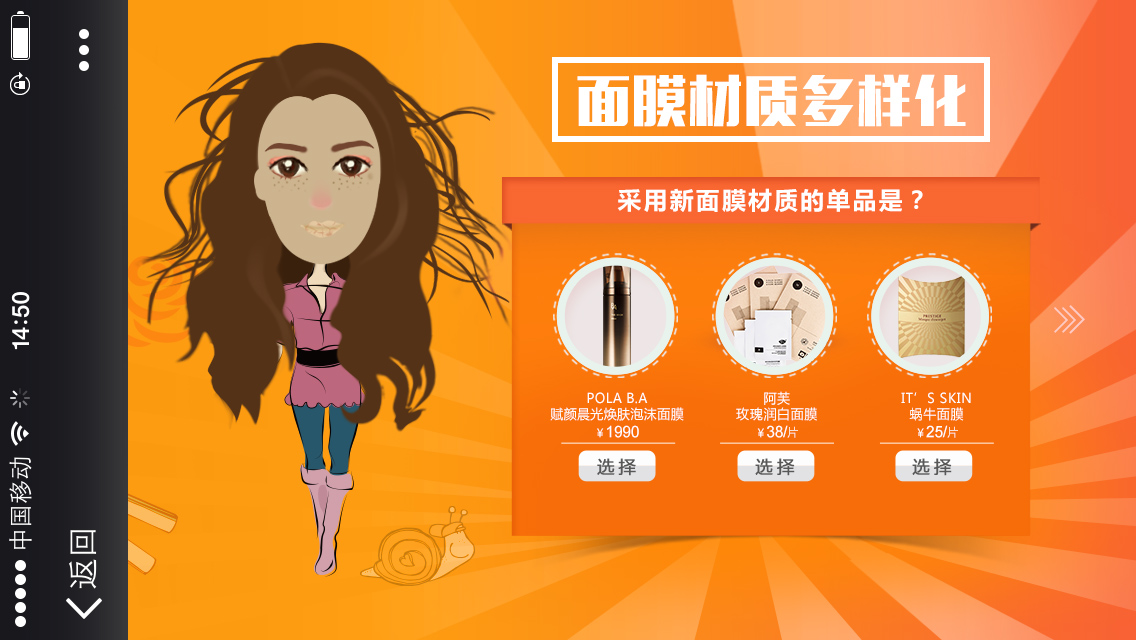 14:50
中国移动
返回
面膜材质多样化
采用新面膜材质的单品是？
POLA B.A
赋颜晨光焕肤泡沫面膜
¥1990
选择
阿芙
玫瑰润白面膜
¥38/片
选择
IT'S SKIN
蜗牛面膜
¥25/片
选择